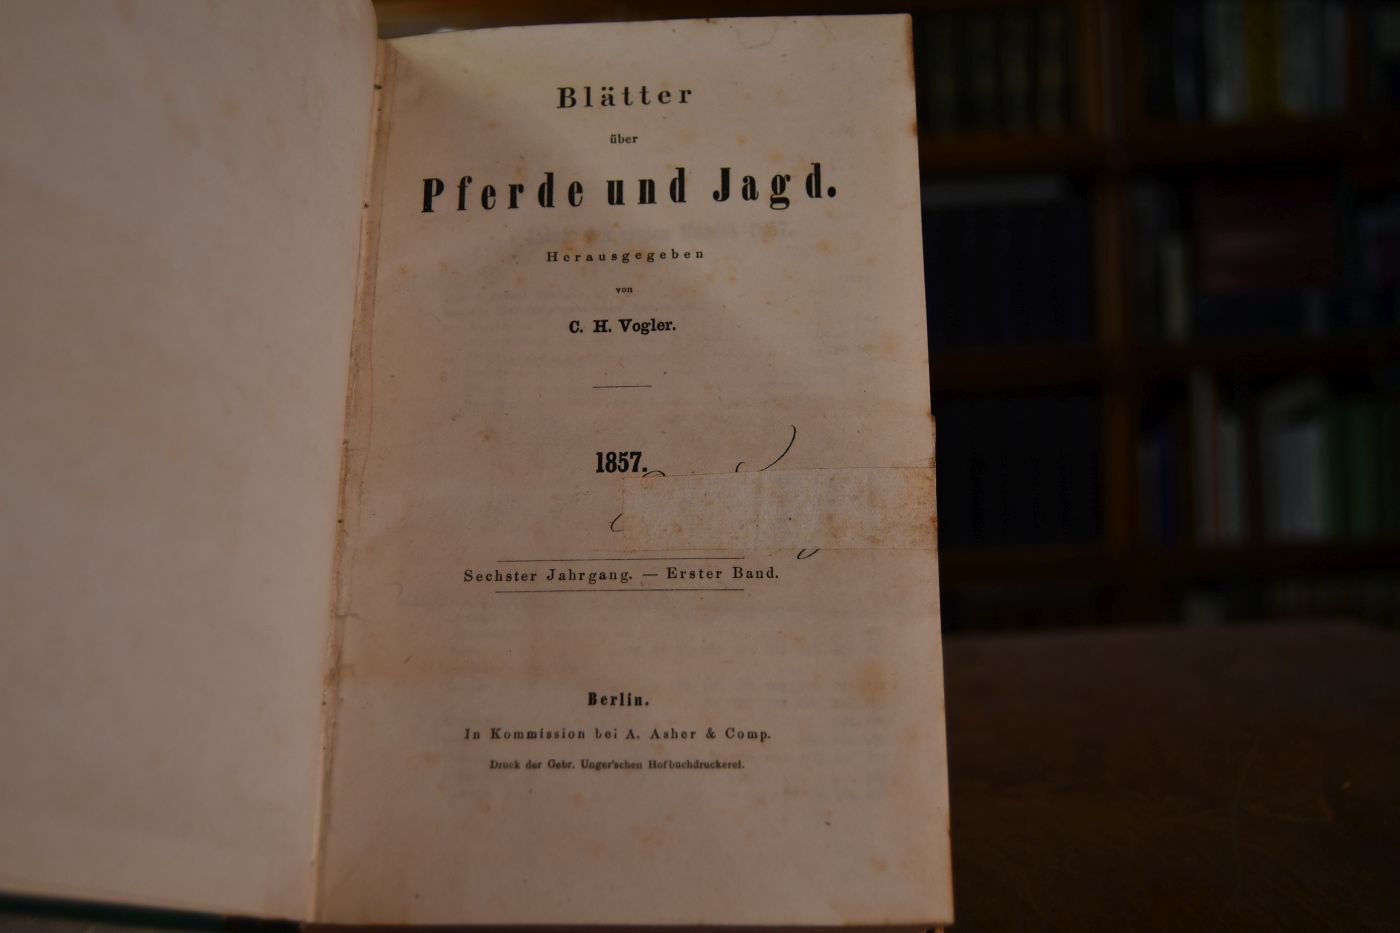 Blätter
über
Pferde und Jagd.
Herausgegeben
von
C. H. Vogler.
1857.
Sechster Jahrgang. — Erster Band.
Berlin.
In Kommission bei A. Asher & Comp.
Druck der Gebr. Unger'schen Hofbuchdruckerei.